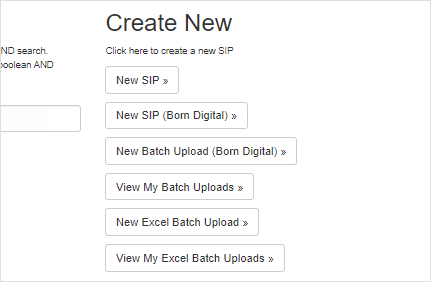 Create New
ND search.
Click here to create a new SIP
boolean AND
New SIP »
New SIP (Born Digital) »
New Batch Upload (Born Digital) »
View My Batch Uploads »
New Excel Batch Upload »
View My Excel Batch Uploads »